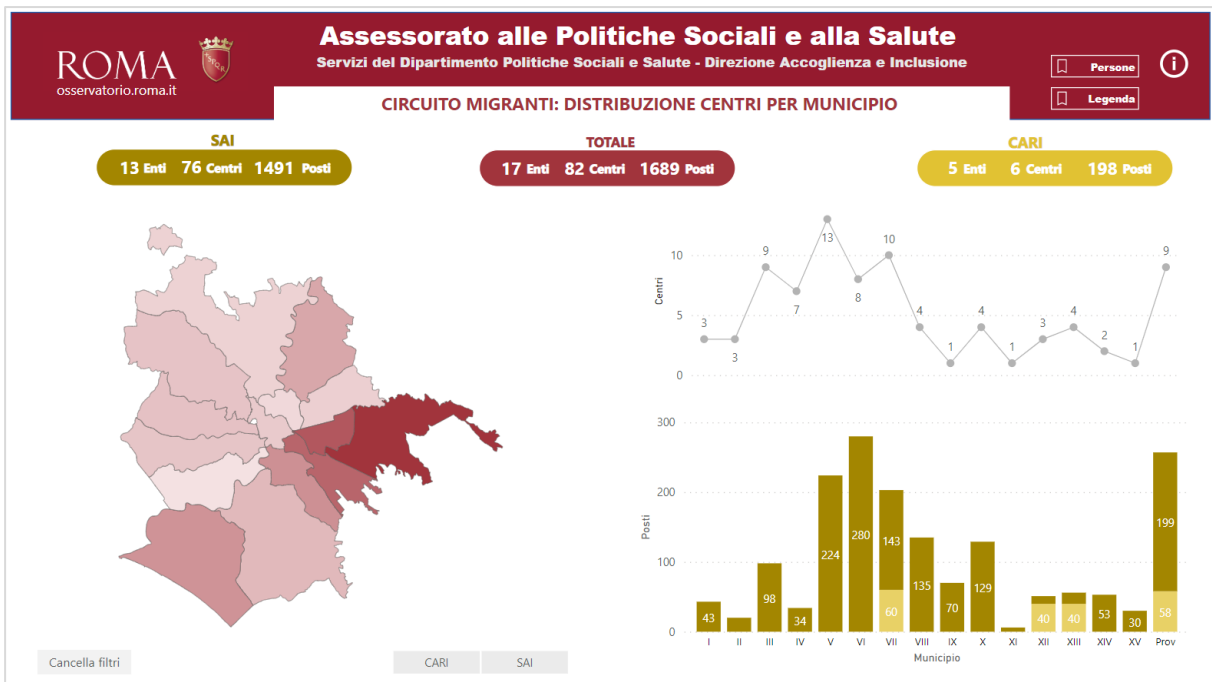 Assessorato alle Politiche Sociali e alla Salute
Servizi del Dipartimento Politiche Sociali e Salute - Direzione Accoglienza e Inclusione
ROMA
SPQR
osservatorio.roma.it
Persone
i
Legenda
CIRCUITO MIGRANTI: DISTRIBUZIONE CENTRI PER MUNICIPIO
SAI
13 Enti 76 Centri 1491 Posti
TOTALE
17 Enti 82 Centri 1689 Posti
CARI
5 Enti 6 Centri 198 Posti
Centri
10
5
0
3
3
9
7
13
8
10
4
1
4
1
3
4
2
1
9
Posti
300
200
100
0
43
98
34
224
280
143
60
135
70
129
40
40
53
30
199
58
I II III IV V VI VII VIII IX X XI XII XIII XIV XV Prov
Municipio
Cancella filtri
CARI
SAI